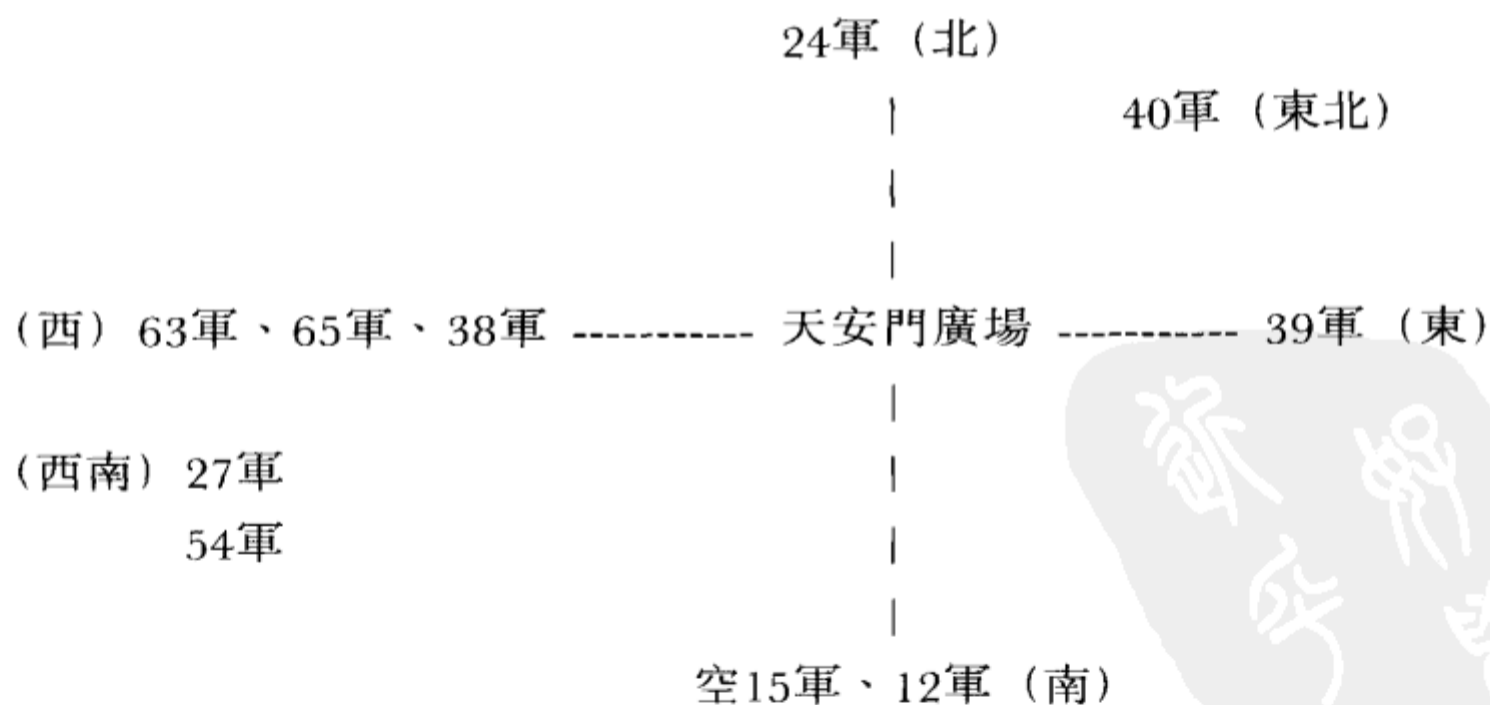 24軍（北）
40軍（東北）
（西）63軍、65軍、38軍 ----------- 天安門廣場 ----------- 39軍（東）
（西南）27軍
54軍
空15軍、12軍（南）